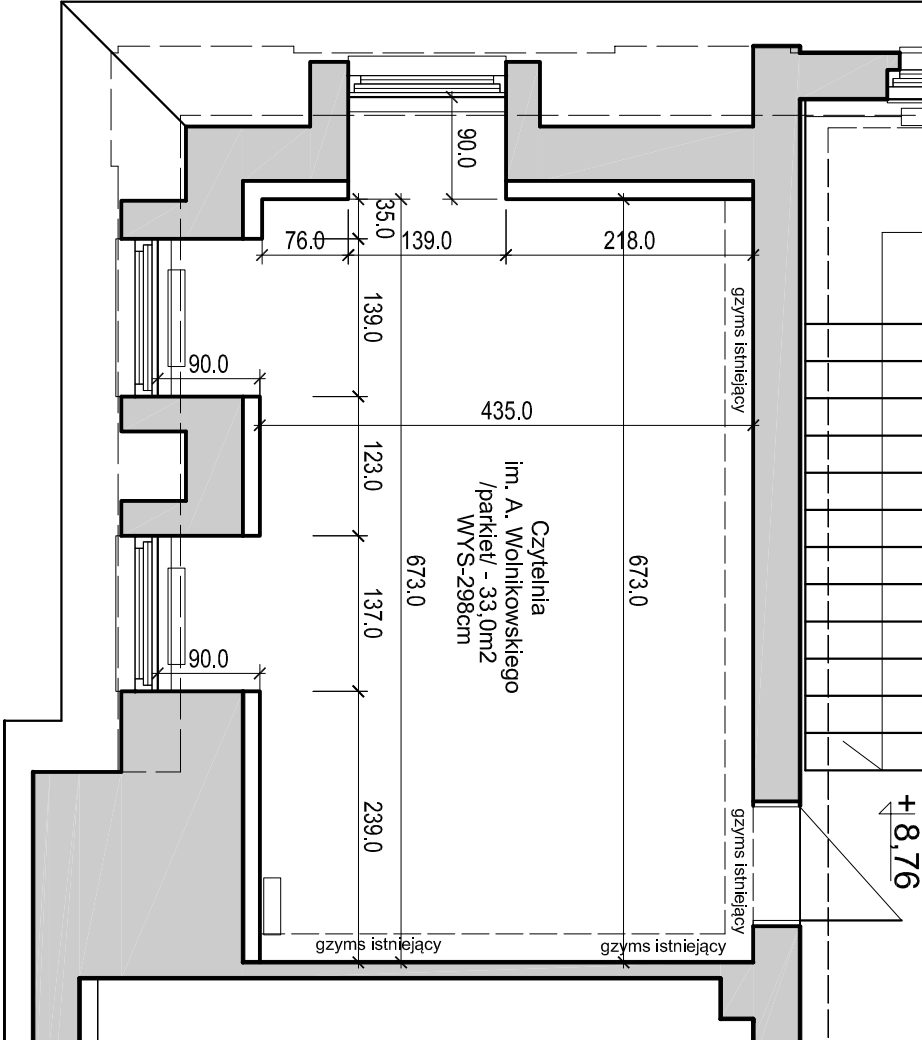 90.0
35.0
76.0
139.0
218.0
gzyms istniejący
139.0
90.0
435.0
123.0
Czytelnia
im. A. Wolnikowskiego
/parkiet/ - 33,0m2
WYS-298cm
673.0
673.0
137.0
90.0
239.0
gzyms istniejący
+ 8,76
gzyms istniejący
gzyms istniejący